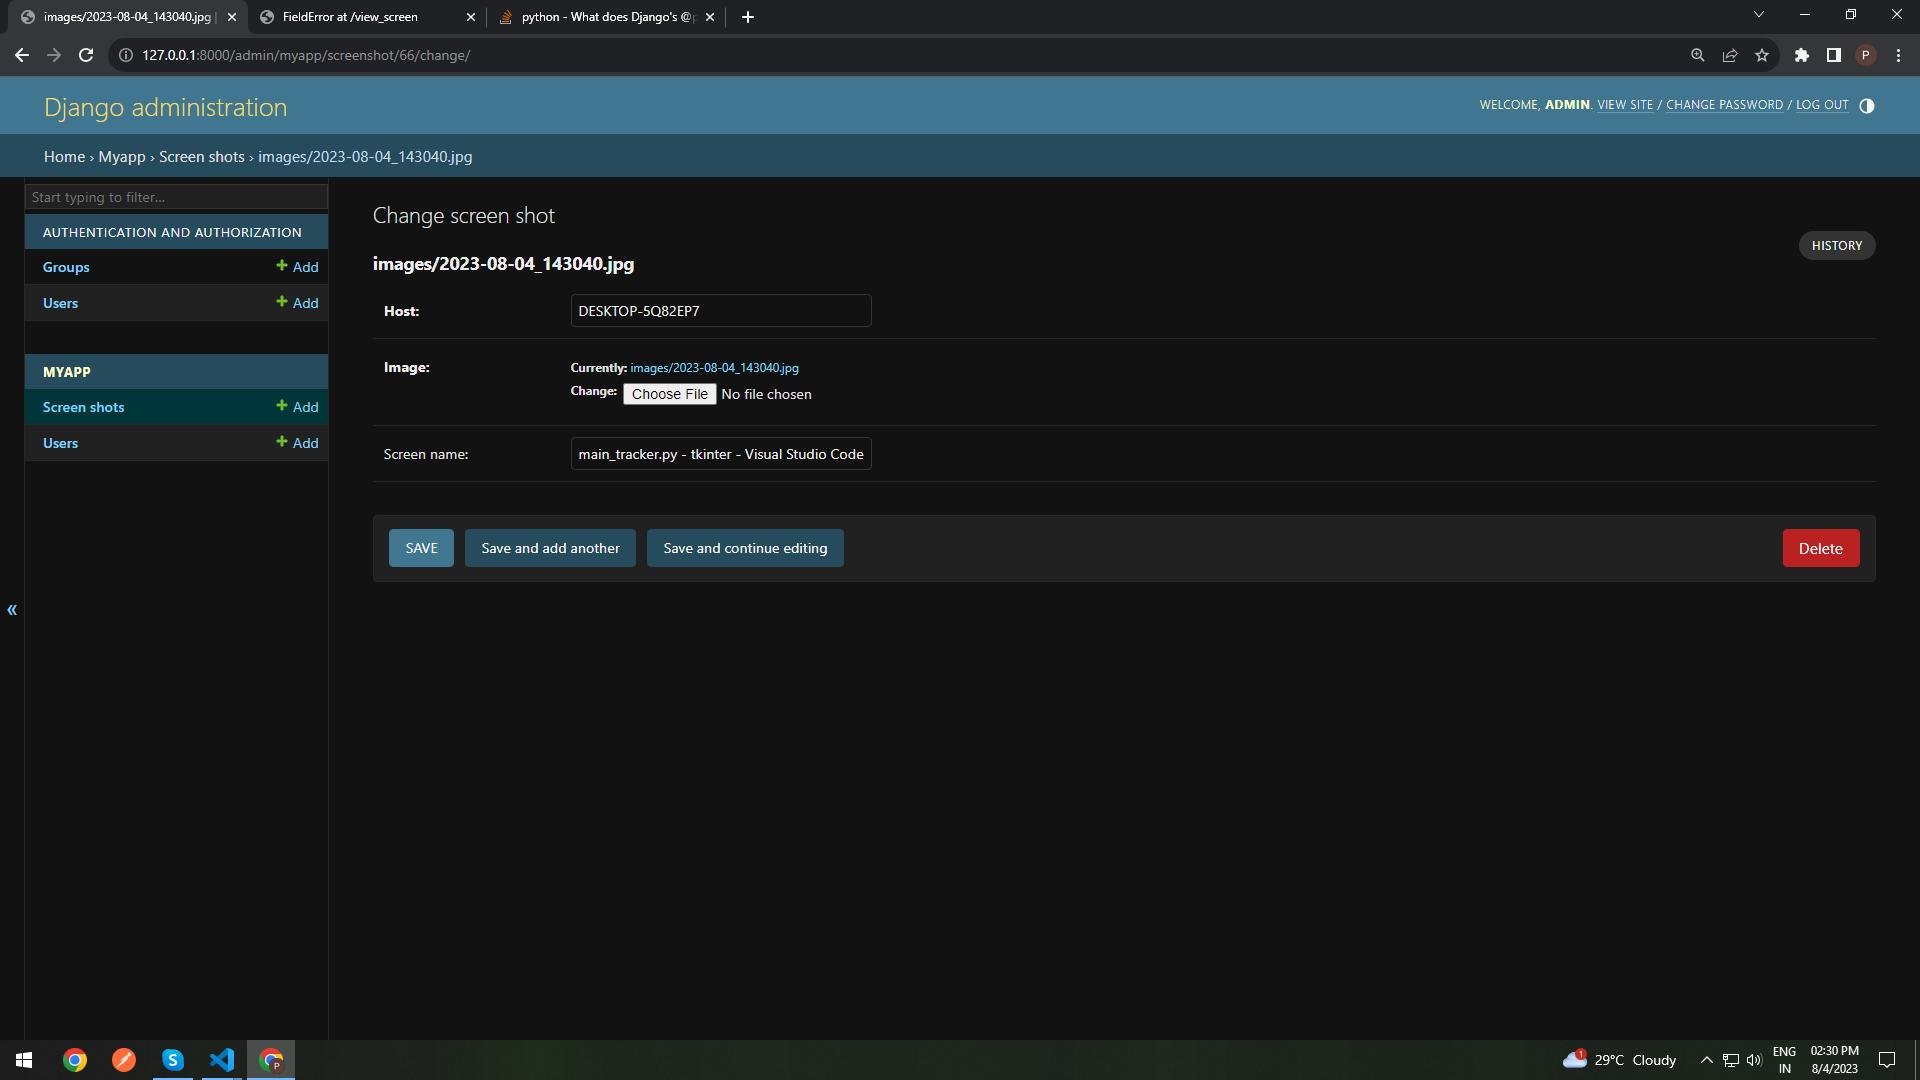 images/2023-08-04_143040.jpg |
FieldError at /view_screen
python - What does Django's @p
127.0.0.1:8000/admin/myapp/screenshot/66/change/
P
Django administration
WELCOME, ADMIN. VIEW SITE / CHANGE PASSWORD / LOG OUT
Home › Myapp › Screen shots › images/2023-08-04_143040.jpg
Start typing to filter...
AUTHENTICATION AND AUTHORIZATION
Groups
Add
Users
Add
MYAPP
Screen shots
Add
Users
Add
«
Change screen shot
HISTORY
images/2023-08-04_143040.jpg
Host:
DESKTOP-5Q82EP7
Image:
Currently: images/2023-08-04_143040.jpg
Change: Choose File No file chosen
Screen name:
main_tracker.py - tkinter - Visual Studio Code
SAVE
Save and add another
Save and continue editing
Delete
S
P
1
29°C Cloudy
ENG
IN
02:30 PM
8/4/2023